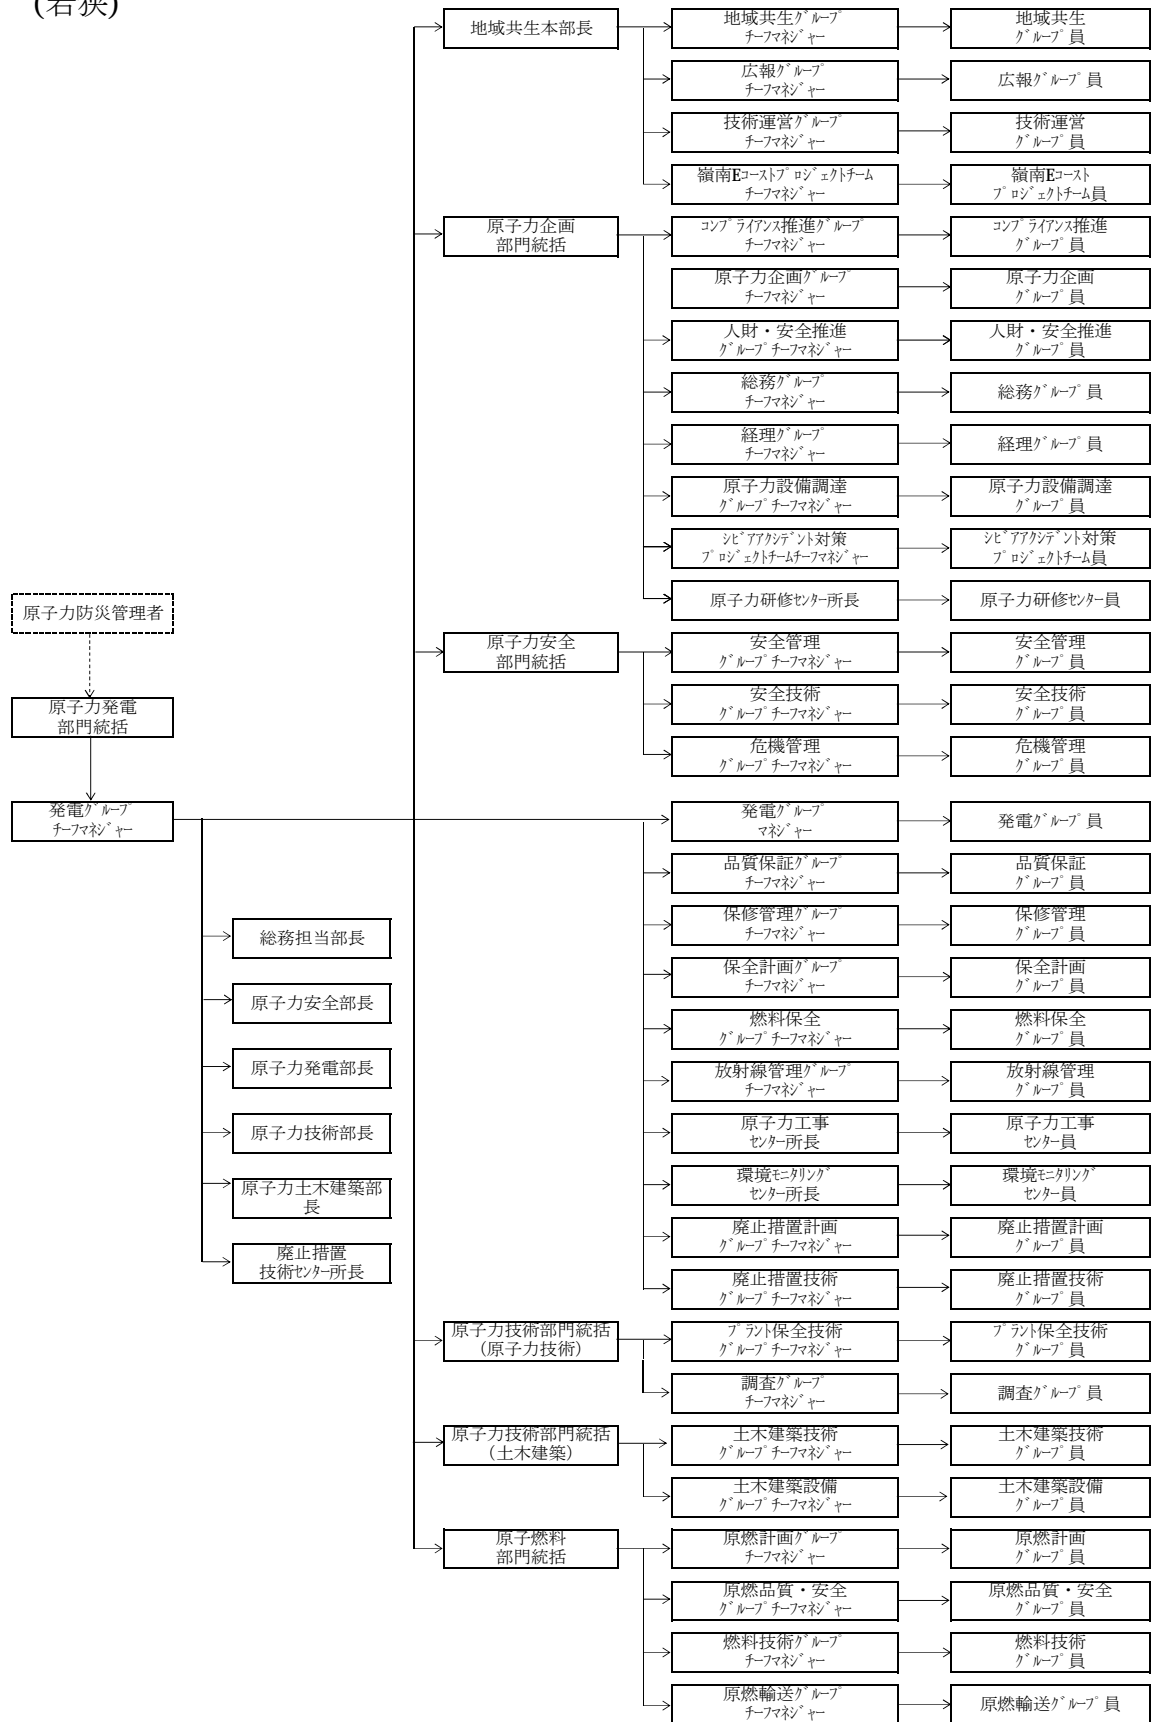 (若狭)
地域共生本部長
地域共生ｸﾞﾙｰﾌﾟ
ﾁｰﾌﾏﾈｼﾞｬｰ
地域共生
ｸﾞﾙｰﾌﾟ員
広報ｸﾞﾙｰﾌﾟ
ﾁｰﾌﾏﾈｼﾞｬｰ
広報ｸﾞﾙｰﾌﾟ員
技術運営ｸﾞﾙｰﾌﾟ
ﾁｰﾌﾏﾈｼﾞｬｰ
技術運営
ｸﾞﾙｰﾌﾟ員
嶺南Eｺｰｽﾄﾌﾟﾛｼﾞｪｸﾄﾁｰﾑ
ﾁｰﾌﾏﾈｼﾞｬｰ
嶺南Eｺｰｽﾄ
ﾌﾟﾛｼﾞｪｸﾄﾁｰﾑ員
原子力企画
部門統括
ｺﾝﾌﾟﾗｲｱﾝｽ推進ｸﾞﾙｰﾌﾟ
ﾁｰﾌﾏﾈｼﾞｬｰ
ｺﾝﾌﾟﾗｲｱﾝｽ推進
ｸﾞﾙｰﾌﾟ員
原子力企画ｸﾞﾙｰﾌﾟ
ﾁｰﾌﾏﾈｼﾞｬｰ
原子力企画
ｸﾞﾙｰﾌﾟ員
人財・安全推進
ｸﾞﾙｰﾌﾟﾁｰﾌﾏﾈｼﾞｬｰ
人財・安全推進
ｸﾞﾙｰﾌﾟ員
総務ｸﾞﾙｰﾌﾟ
ﾁｰﾌﾏﾈｼﾞｬｰ
総務ｸﾞﾙｰﾌﾟ員
経理ｸﾞﾙｰﾌﾟ
ﾁｰﾌﾏﾈｼﾞｬｰ
経理ｸﾞﾙｰﾌﾟ員
原子力設備調達
ｸﾞﾙｰﾌﾟﾁｰﾌﾏﾈｼﾞｬｰ
原子力設備調達
ｸﾞﾙｰﾌﾟ員
ｼﾋﾞｱｱｸｼﾃﾞﾝﾄ対策
ﾌﾟﾛｼﾞｪｸﾄﾁｰﾑﾁｰﾌﾏﾈｼﾞｬｰ
ｼﾋﾞｱｱｸｼﾃﾞﾝﾄ対策
ﾌﾟﾛｼﾞｪｸﾄﾁｰﾑ員
原子力研修ｾﾝﾀｰ所長
原子力研修ｾﾝﾀｰ員
原子力防災管理者
原子力安全
部門統括
安全管理
ｸﾞﾙｰﾌﾟﾁｰﾌﾏﾈｼﾞｬｰ
安全管理
ｸﾞﾙｰﾌﾟ員
原子力発電
部門統括
安全技術
ｸﾞﾙｰﾌﾟﾁｰﾌﾏﾈｼﾞｬｰ
安全技術
ｸﾞﾙｰﾌﾟ員
危機管理
ｸﾞﾙｰﾌﾟﾁｰﾌﾏﾈｼﾞｬｰ
危機管理
ｸﾞﾙｰﾌﾟ員
発電ｸﾞﾙｰﾌﾟ
ﾁｰﾌﾏﾈｼﾞｬｰ
発電ｸﾞﾙｰﾌﾟ
ﾏﾈｼﾞｬｰ
発電ｸﾞﾙｰﾌﾟ員
品質保証ｸﾞﾙｰﾌﾟ
ﾁｰﾌﾏﾈｼﾞｬｰ
品質保証
ｸﾞﾙｰﾌﾟ員
総務担当部長
保修管理ｸﾞﾙｰﾌﾟ
ﾁｰﾌﾏﾈｼﾞｬｰ
保修管理
ｸﾞﾙｰﾌﾟ員
原子力安全部長
保全計画ｸﾞﾙｰﾌﾟ
ﾁｰﾌﾏﾈｼﾞｬｰ
保全計画
ｸﾞﾙｰﾌﾟ員
燃料保全
ｸﾞﾙｰﾌﾟﾁｰﾌﾏﾈｼﾞｬｰ
燃料保全
ｸﾞﾙｰﾌﾟ員
原子力発電部長
放射線管理ｸﾞﾙｰﾌﾟ
ﾁｰﾌﾏﾈｼﾞｬｰ
放射線管理
ｸﾞﾙｰﾌﾟ員
原子力技術部長
原子力工事
ｾﾝﾀｰ所長
原子力工事
ｾﾝﾀｰ員
原子力土木建築部
長
環境ﾓﾆﾀﾘﾝｸﾞ
ｾﾝﾀｰ所長
環境ﾓﾆﾀﾘﾝｸﾞ
ｾﾝﾀｰ員
廃止措置
技術ｾﾝﾀｰ所長
廃止措置計画
ｸﾞﾙｰﾌﾟﾁｰﾌﾏﾈｼﾞｬｰ
廃止措置計画
ｸﾞﾙｰﾌﾟ員
廃止措置技術
ｸﾞﾙｰﾌﾟﾁｰﾌﾏﾈｼﾞｬｰ
廃止措置技術
ｸﾞﾙｰﾌﾟ員
原子力技術部門統括
(原子力技術)
ﾌﾟﾗﾝﾄ保全技術
ｸﾞﾙｰﾌﾟﾁｰﾌﾏﾈｼﾞｬｰ
ﾌﾟﾗﾝﾄ保全技術
ｸﾞﾙｰﾌﾟ員
調査ｸﾞﾙｰﾌﾟ
ﾁｰﾌﾏﾈｼﾞｬｰ
調査ｸﾞﾙｰﾌﾟ員
原子力技術部門統括
(土木建築)
土木建築技術
ｸﾞﾙｰﾌﾟﾁｰﾌﾏﾈｼﾞｬｰ
土木建築技術
ｸﾞﾙｰﾌﾟ員
土木建築設備
ｸﾞﾙｰﾌﾟﾁｰﾌﾏﾈｼﾞｬｰ
土木建築設備
ｸﾞﾙｰﾌﾟ員
原子燃料
部門統括
原燃計画ｸﾞﾙｰﾌﾟ
ﾁｰﾌﾏﾈｼﾞｬｰ
原燃計画
ｸﾞﾙｰﾌﾟ員
原燃品質・安全
ｸﾞﾙｰﾌﾟﾁｰﾌﾏﾈｼﾞｬｰ
原燃品質・安全
ｸﾞﾙｰﾌﾟ員
燃料技術ｸﾞﾙｰﾌﾟ
ﾁｰﾌﾏﾈｼﾞｬｰ
燃料技術
ｸﾞﾙｰﾌﾟ員
原燃輸送ｸﾞﾙｰﾌﾟ
ﾁｰﾌﾏﾈｼﾞｬｰ
原燃輸送ｸﾞﾙｰﾌﾟ員